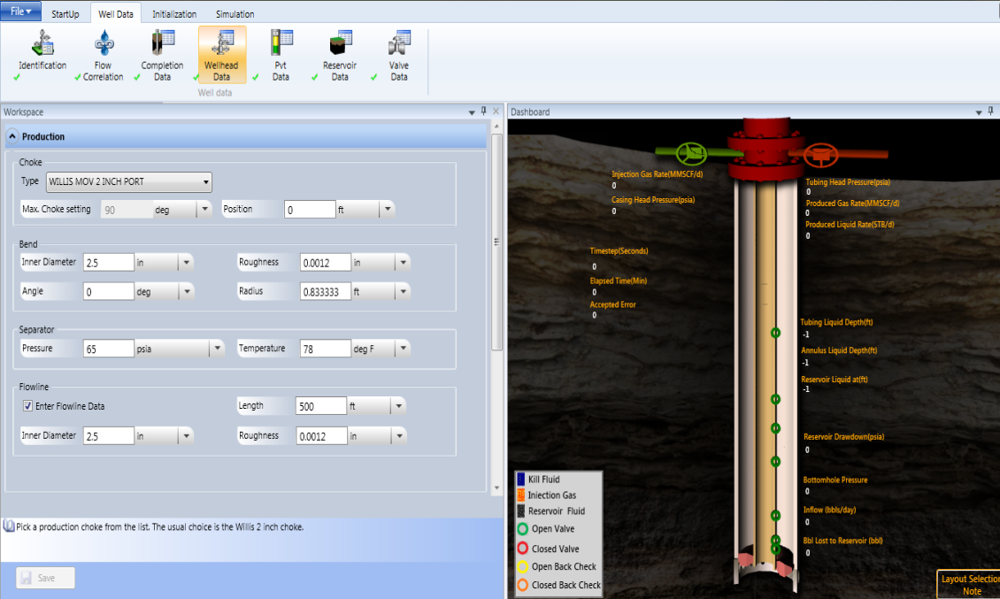 File
StartUp
Well Data
Initialization
Simulation
Identification
Flow
Correlation
Completion
Data
Wellhead
Data
Pvt
Data
Reservoir
Data
Valve
Data
Well data
Workspace
Production
Choke
Type WILLIS MOV 2 INCH PORT
Max. Choke setting 90 deg Position 0 ft
Bend
Inner Diameter 2.5 in Roughness 0.0012 in
Angle 0 deg Radius 0.833333 ft
Separator
Pressure 65 psia Temperature 78 deg F
Flowline
Enter Flowline Data Length 500 ft
Inner Diameter 2.5 in Roughness 0.0012 in
Pick a production choke from the list. The usual choice is the Willis 2 inch choke.
Save
Dashboard
Injection Gas Rate(MMSCF/d)
0
Casing Head Pressure(psia)
0
Timestep(Seconds)
0
Elapsed Time(Min)
0
Accepted Error
0
Tubing Head Pressure(psia)
0
Produced Gas Rate(MMSCF/d)
0
Produced Liquid Rate(STB/d)
0
Tubing Liquid Depth(ft)
-1
Annulus Liquid Depth(ft)
-1
Reservoir Liquid at(ft)
-1
Reservoir Drawdown(psia)
0
Bottomhole Pressure
0
Inflow (bbls/day)
0
Bbl Lost to Reservoir (bbl)
0
Kill Fluid
Injection Gas
Reservoir Fluid
Open Valve
Closed Valve
Open Back Check
Closed Back Check
Layout Selection
Note